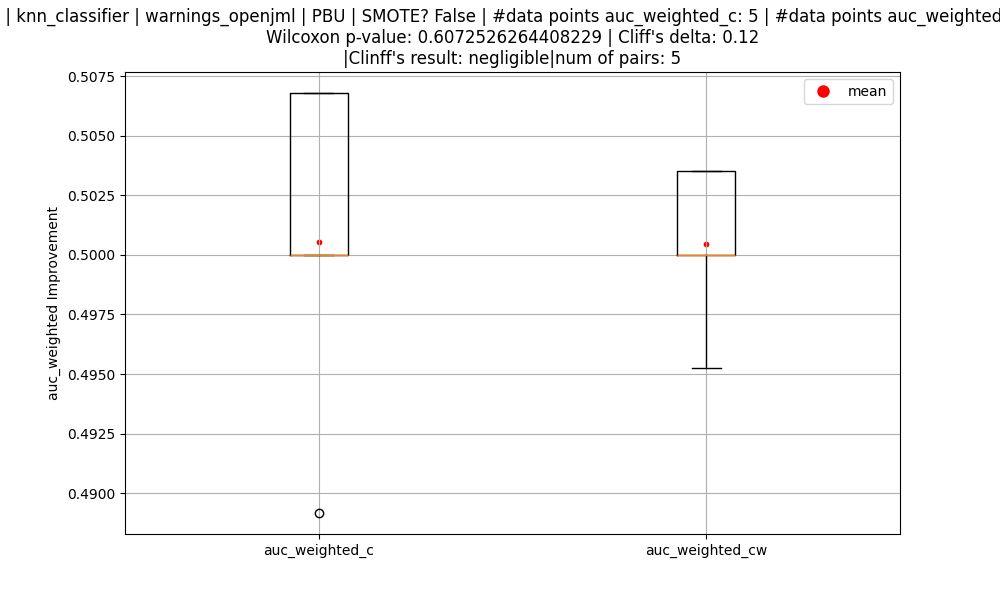 | knn_classifier | warnings_openjml | PBU | SMOTE? False | #data points auc_weighted_c: 5 | #data points auc_weighted
Wilcoxon p-value: 0.6072526264408229 | Cliff's delta: 0.12
|Clinff's result: negligible|num of pairs: 5
mean
0.5075
0.5050
0.5025
0.5000
0.4975
0.4950
0.4925
0.4900
auc_weighted Improvement
auc_weighted_c
auc_weighted_cw